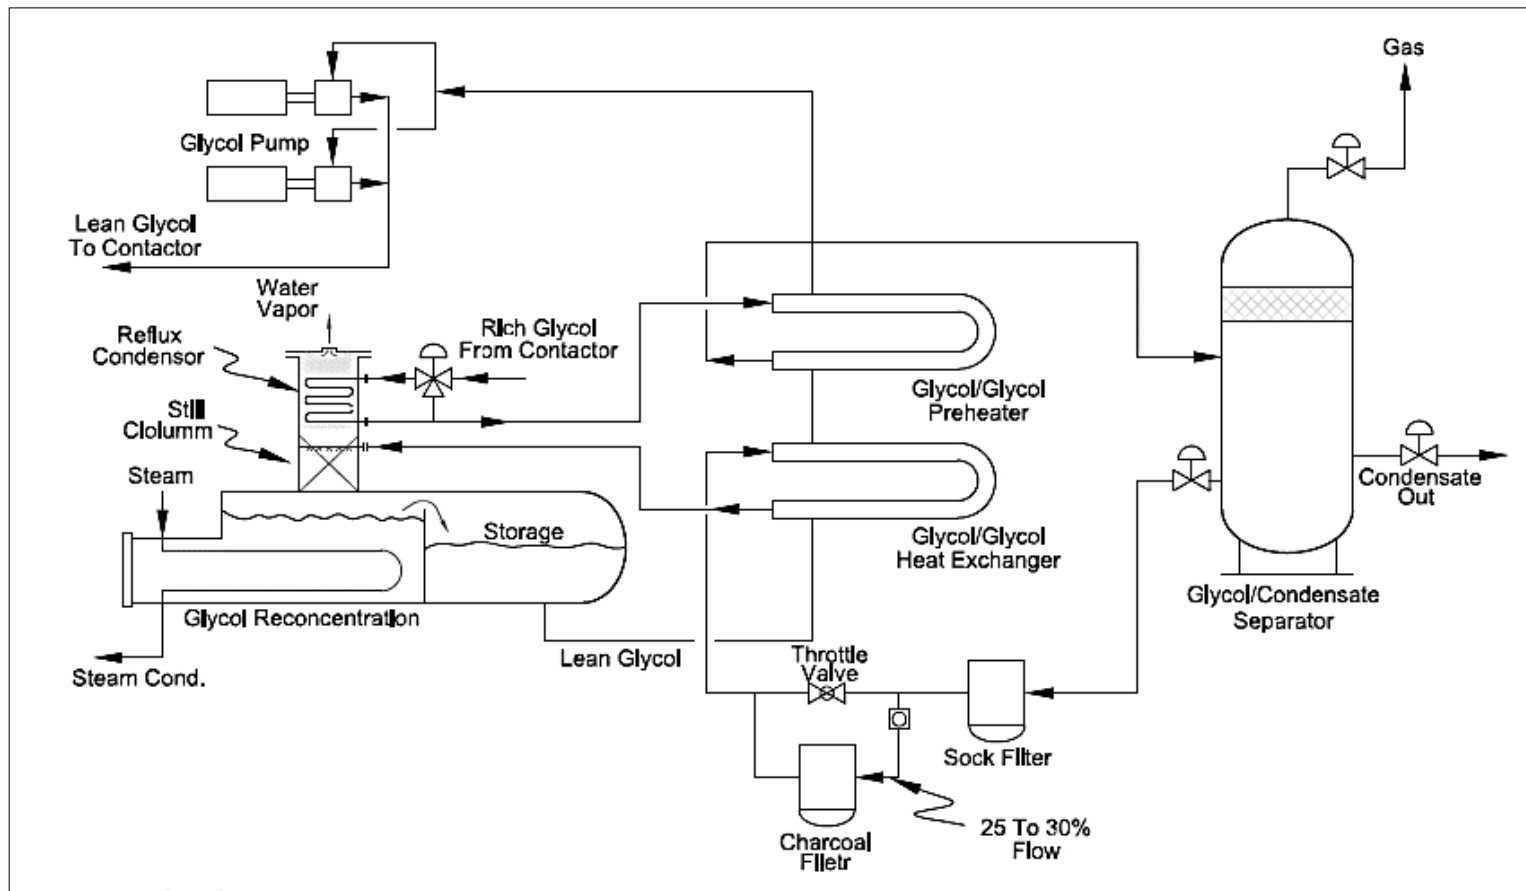 Gas
Glycol Pump
Lean Glycol
To Contactor
Water
Vapor
Reflux
Condensor
Rich Glycol
From Contactor
Glycol/Glycol
Preheater
Still
Clolumm
Steam
Storage
Condensate
Out
Glycol/Glycol
Heat Exchanger
Glycol Reconcentration
Glycol/Condensate
Separator
Steam Cond.
Lean Glycol
Throttle
Valve
Sock Filter
Charcoal
Flletr
25 To 30%
Flow